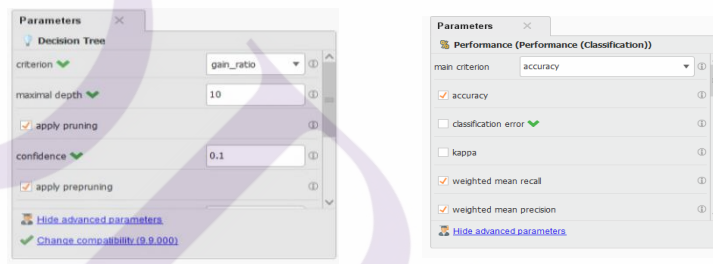 Parameters
Decision Tree
criterion
gain_ratio
maximal depth
10
apply pruning
confidence
0.1
apply prepruning
Hide advanced parameters
Change compatibility (9.9.000)
Parameters
Performance (Performance (Classification))
main criterion
accuracy
accuracy
classification error
kappa
weighted mean recall
weighted mean precision
Hide advanced parameters